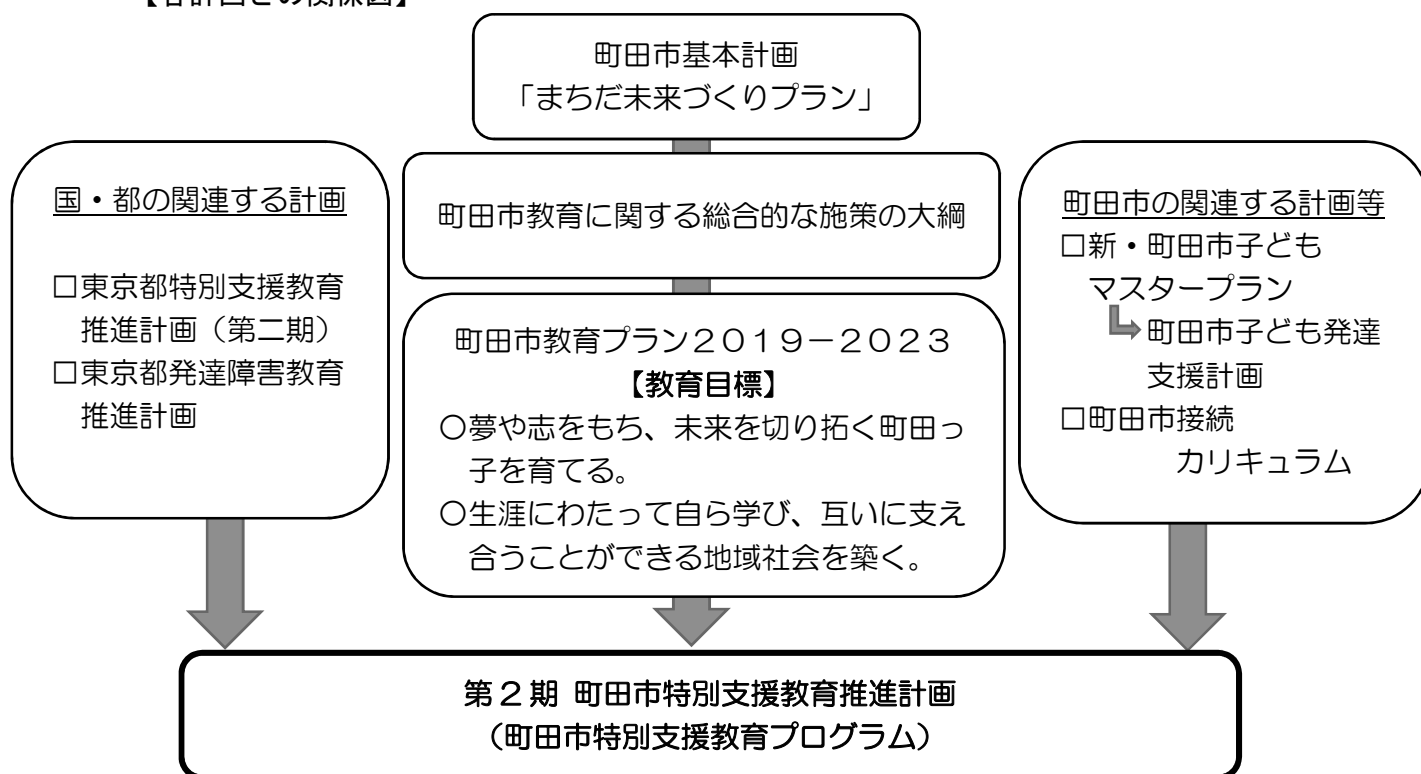 【各計画との関係図】
町田市基本計画
「まちだ未来づくりプラン」
国・都の関連する計画
□東京都特別支援教育
推進計画（第二期）
□東京都発達障害教育
推進計画
町田市教育に関する総合的な施策の大綱
町田市教育プラン２０１９－２０２３
【教育目標】
○夢や志をもち、未来を切り拓く町田っ
子を育てる。
○生涯にわたって自ら学び、互いに支え
合うことができる地域社会を築く。
町田市の関連する計画等
□新・町田市子ども
マスタープラン
町田市子ども発達
支援計画
□町田市接続
カリキュラム
第２期 町田市特別支援教育推進計画
（町田市特別支援教育プログラム）